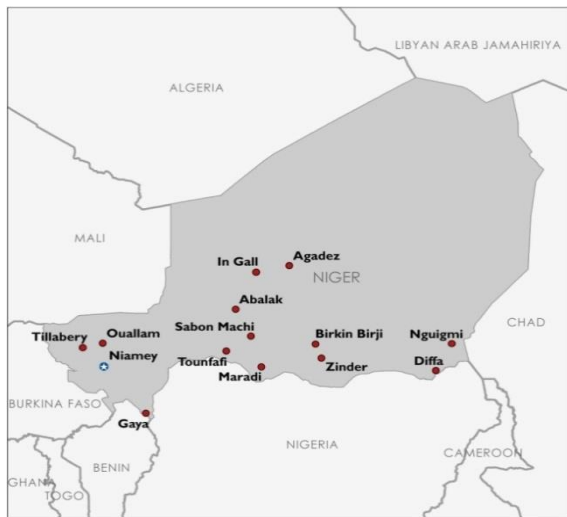 LIBYAN ARAB JAMAHIRIYA
ALGERIA
MALI
Agadez
In Gall
NIGER
Abalak
CHAD
Sabon Machi
Birkin Birji
Nguigmi
Ouallam
Tillabery
Niamey
Tounfafi
Zinder
Diffa
Maradi
BURKINA FASO
Gaya
NIGERIA
CAMEROON
BENIN
GHANA
TOGO